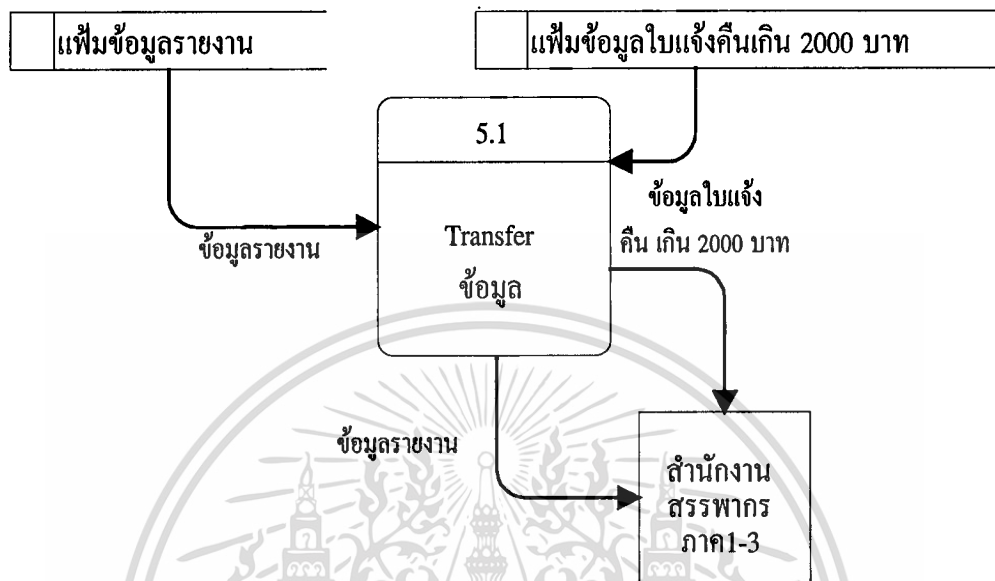 แฟ้มข้อมูลรายงาน
แฟ้มข้อมูลใบแจ้งคืนเกิน 2000 บาท
5.1
Transfer
ข้อมูล
ข้อมูลใบแจ้ง
คืน เกิน 2000 บาท
ข้อมูลรายงาน
ข้อมูลรายงาน
สำนักงาน
สรรพากร
ภาค1-3